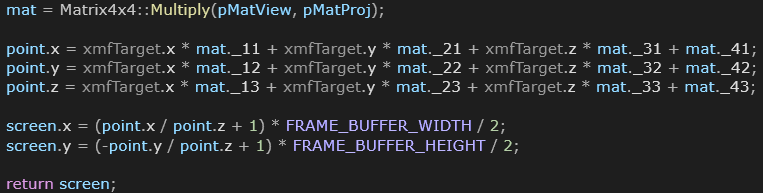 mat = Matrix4x4::Multiply(pMatView, pMatProj);
point.x = xmfTarget.x * mat._11 + xmfTarget.y * mat._21 + xmfTarget.z * mat._31 + mat._41;
point.y = xmfTarget.x * mat._12 + xmfTarget.y * mat._22 + xmfTarget.z * mat._32 + mat._42;
point.z = xmfTarget.x * mat._13 + xmfTarget.y * mat._23 + xmfTarget.z * mat._33 + mat._43;
screen.x = (point.x / point.z + 1) * FRAME_BUFFER_WIDTH / 2;
screen.y = (-point.y / point.z + 1) * FRAME_BUFFER_HEIGHT / 2;
return screen;